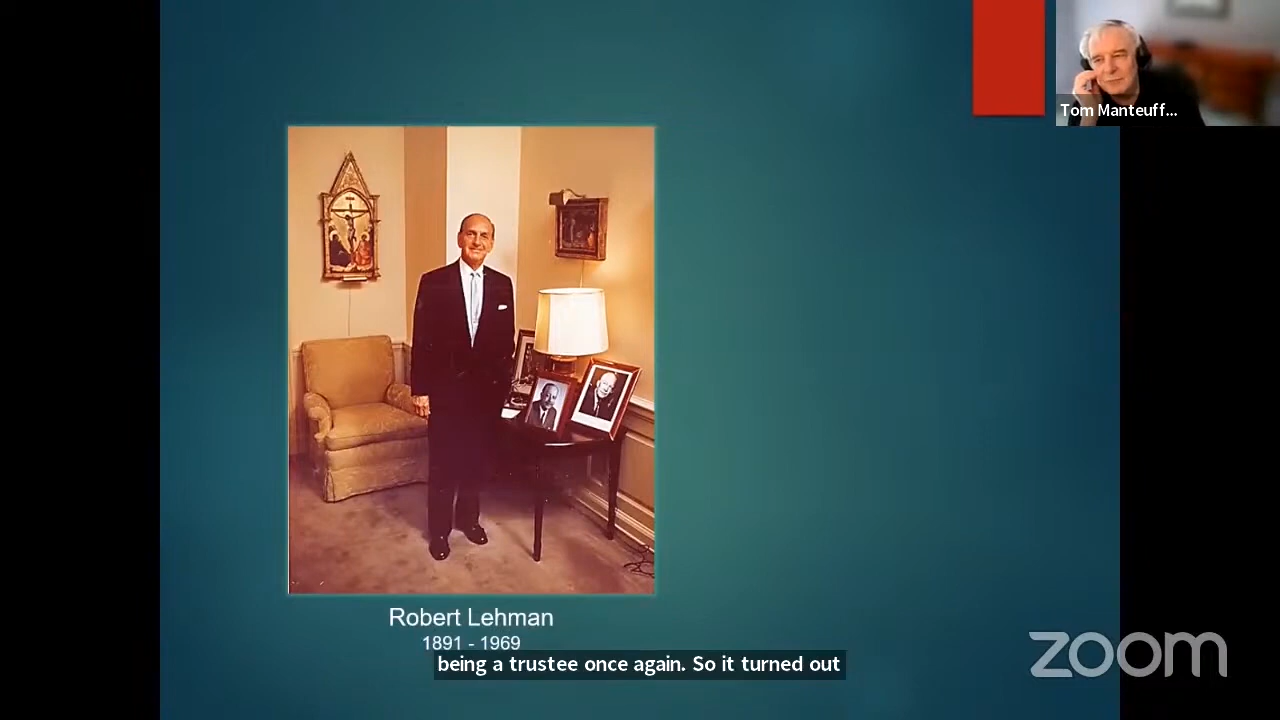 Tom Manteuff...
Robert Lehman
1891 - 1969
being a trustee once again. So it turned out
zoom